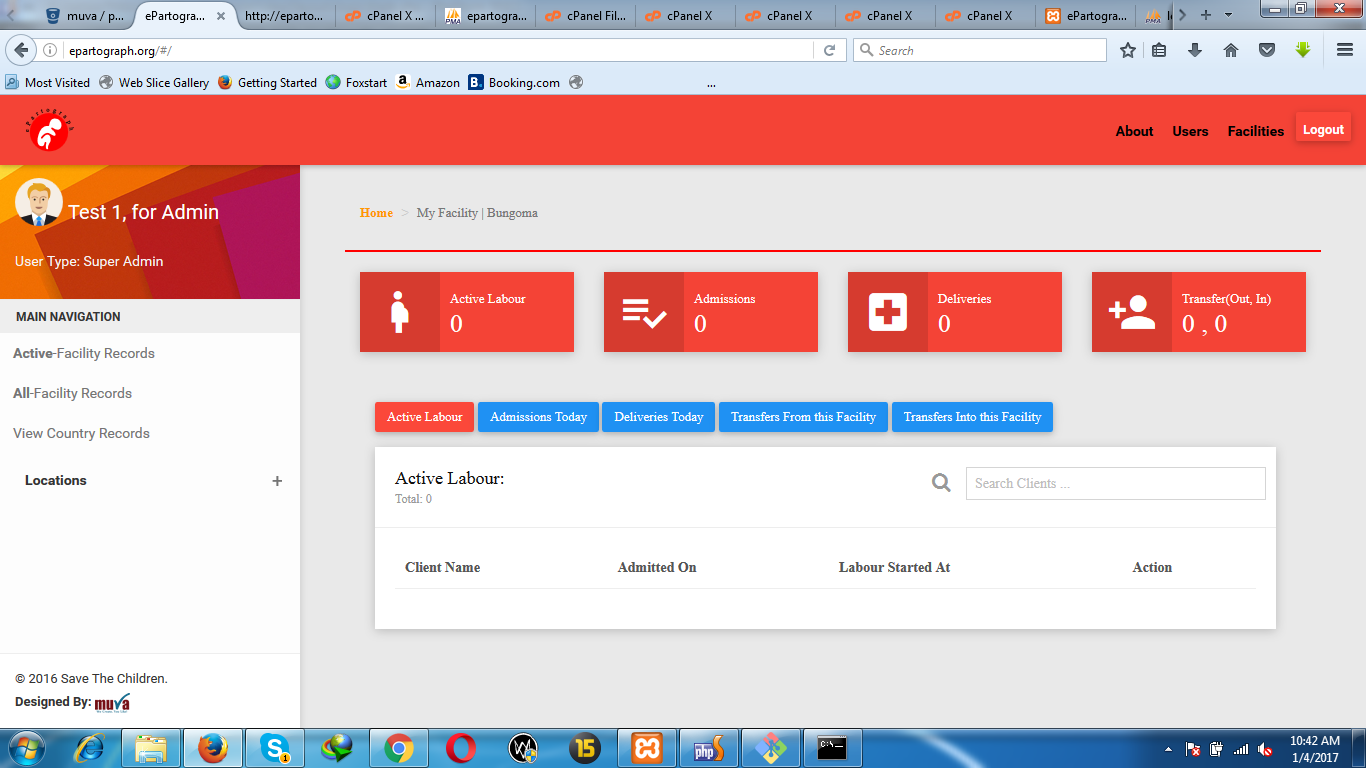 muva / p...
ePartogra...
http://eparto...
cPanel X ...
epartogra...
cPanel Fil...
cPanel X
cPanel X
cPanel X
cPanel X
ePartogra...
epartograph.org/#/
Search
Most Visited
Web Slice Gallery
Getting Started
Foxstart
Amazon
Booking.com
...
ePartograph
About
Users
Facilities
Logout
Test 1, for Admin
User Type: Super Admin
MAIN NAVIGATION
Active-Facility Records
All-Facility Records
View Country Records
Locations +
Home > My Facility | Bungoma
Active Labour
0
Admissions
0
Deliveries
0
Transfer(Out, In)
0 , 0
Active Labour
Admissions Today
Deliveries Today
Transfers From this Facility
Transfers Into this Facility
Active Labour:
Total: 0
Search Clients ...
Client Name
Admitted On
Labour Started At
Action
© 2016 Save The Children.
Designed By: muva
10:42 AM
1/4/2017